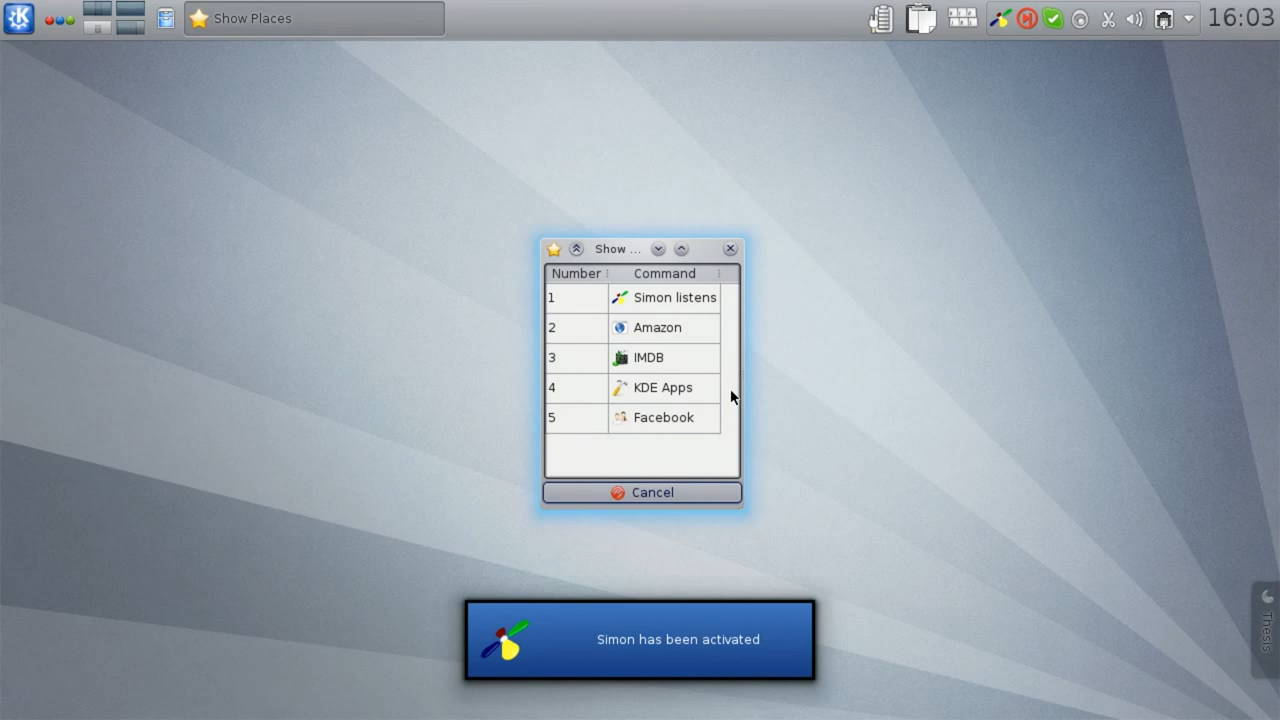 Show Places
16:03
Show ...
Number Command
1 Simon listens
2 Amazon
3 IMDB
4 KDE Apps
5 Facebook
Cancel
Simon has been activated
Thesis